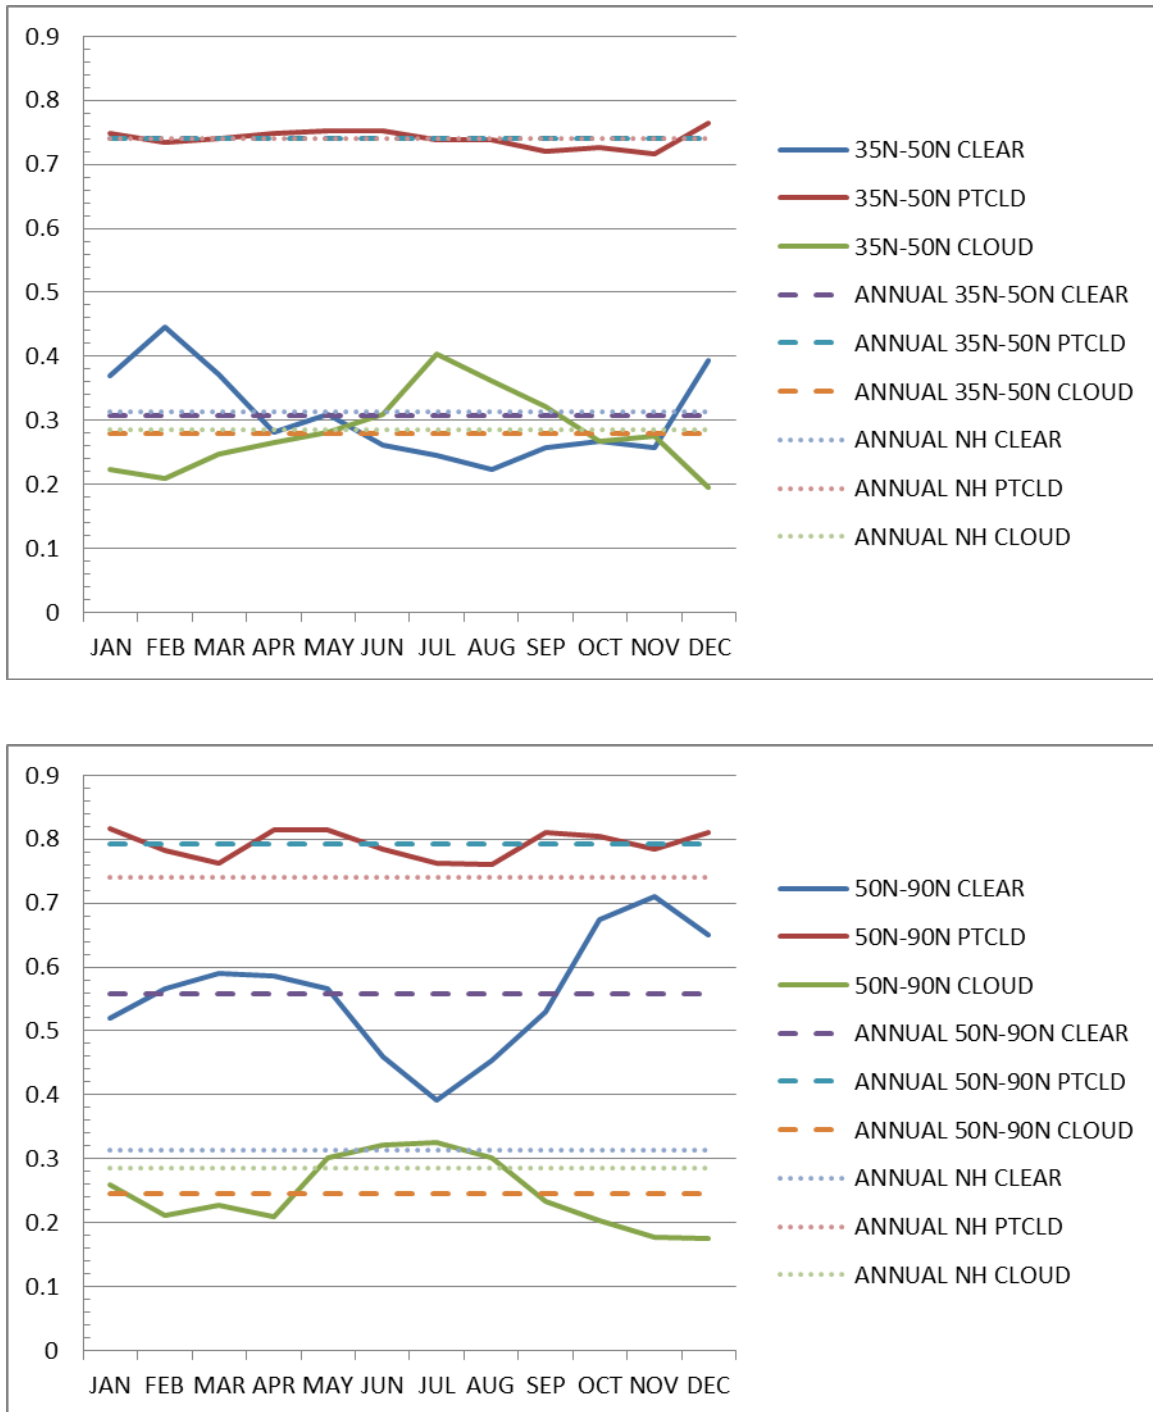 0.9
0.8
0.7
0.6
0.5
0.4
0.3
0.2
0.1
0
JAN FEB MAR APR MAY JUN JUL AUG SEP OCT NOV DEC
35N-50N CLEAR
35N-50N PTCLD
35N-50N CLOUD
ANNUAL 35N-5ON CLEAR
ANNUAL 35N-50N PTCLD
ANNUAL 35N-50N CLOUD
ANNUAL NH CLEAR
ANNUAL NH PTCLD
ANNUAL NH CLOUD
0.9
0.8
0.7
0.6
0.5
0.4
0.3
0.2
0.1
0
JAN FEB MAR APR MAY JUN JUL AUG SEP OCT NOV DEC
50N-90N CLEAR
50N-90N PTCLD
50N-90N CLOUD
ANNUAL 50N-9ON CLEAR
ANNUAL 50N-90N PTCLD
ANNUAL 50N-90N CLOUD
ANNUAL NH CLEAR
ANNUAL NH PTCLD
ANNUAL NH CLOUD